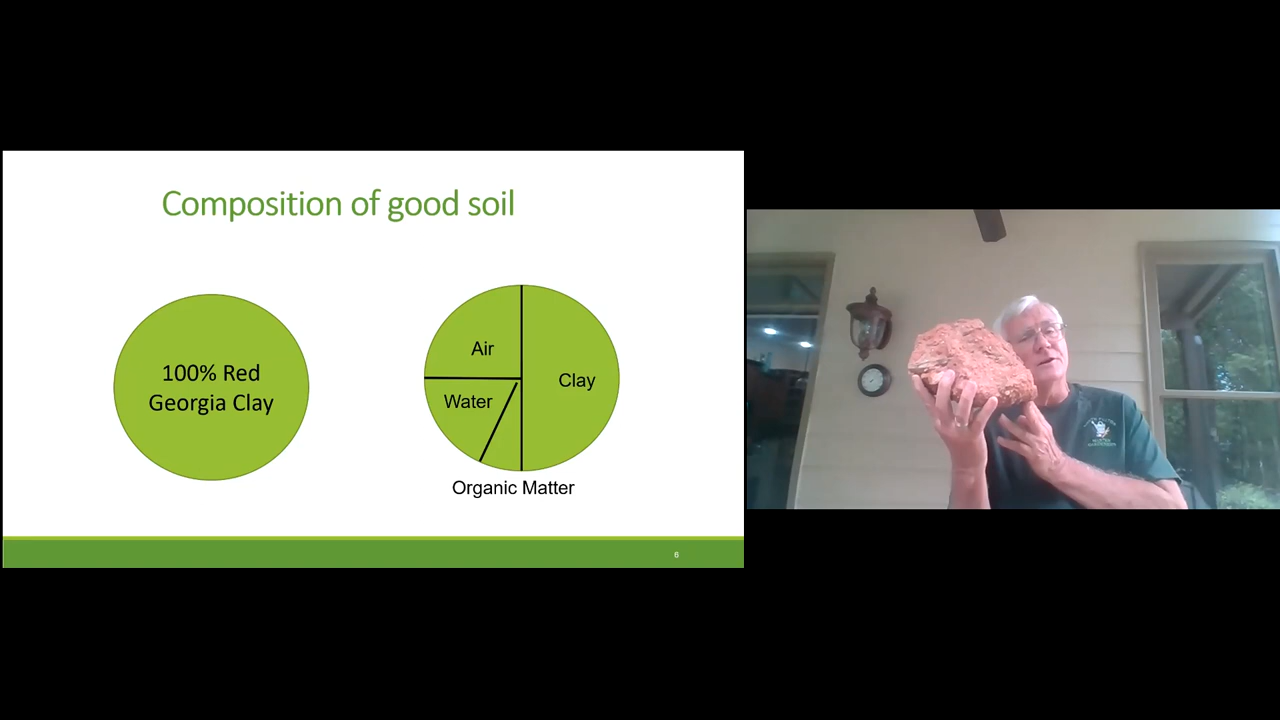 Composition of good soil
100% Red
Georgia Clay
Air
Clay
Water
Organic Matter
6